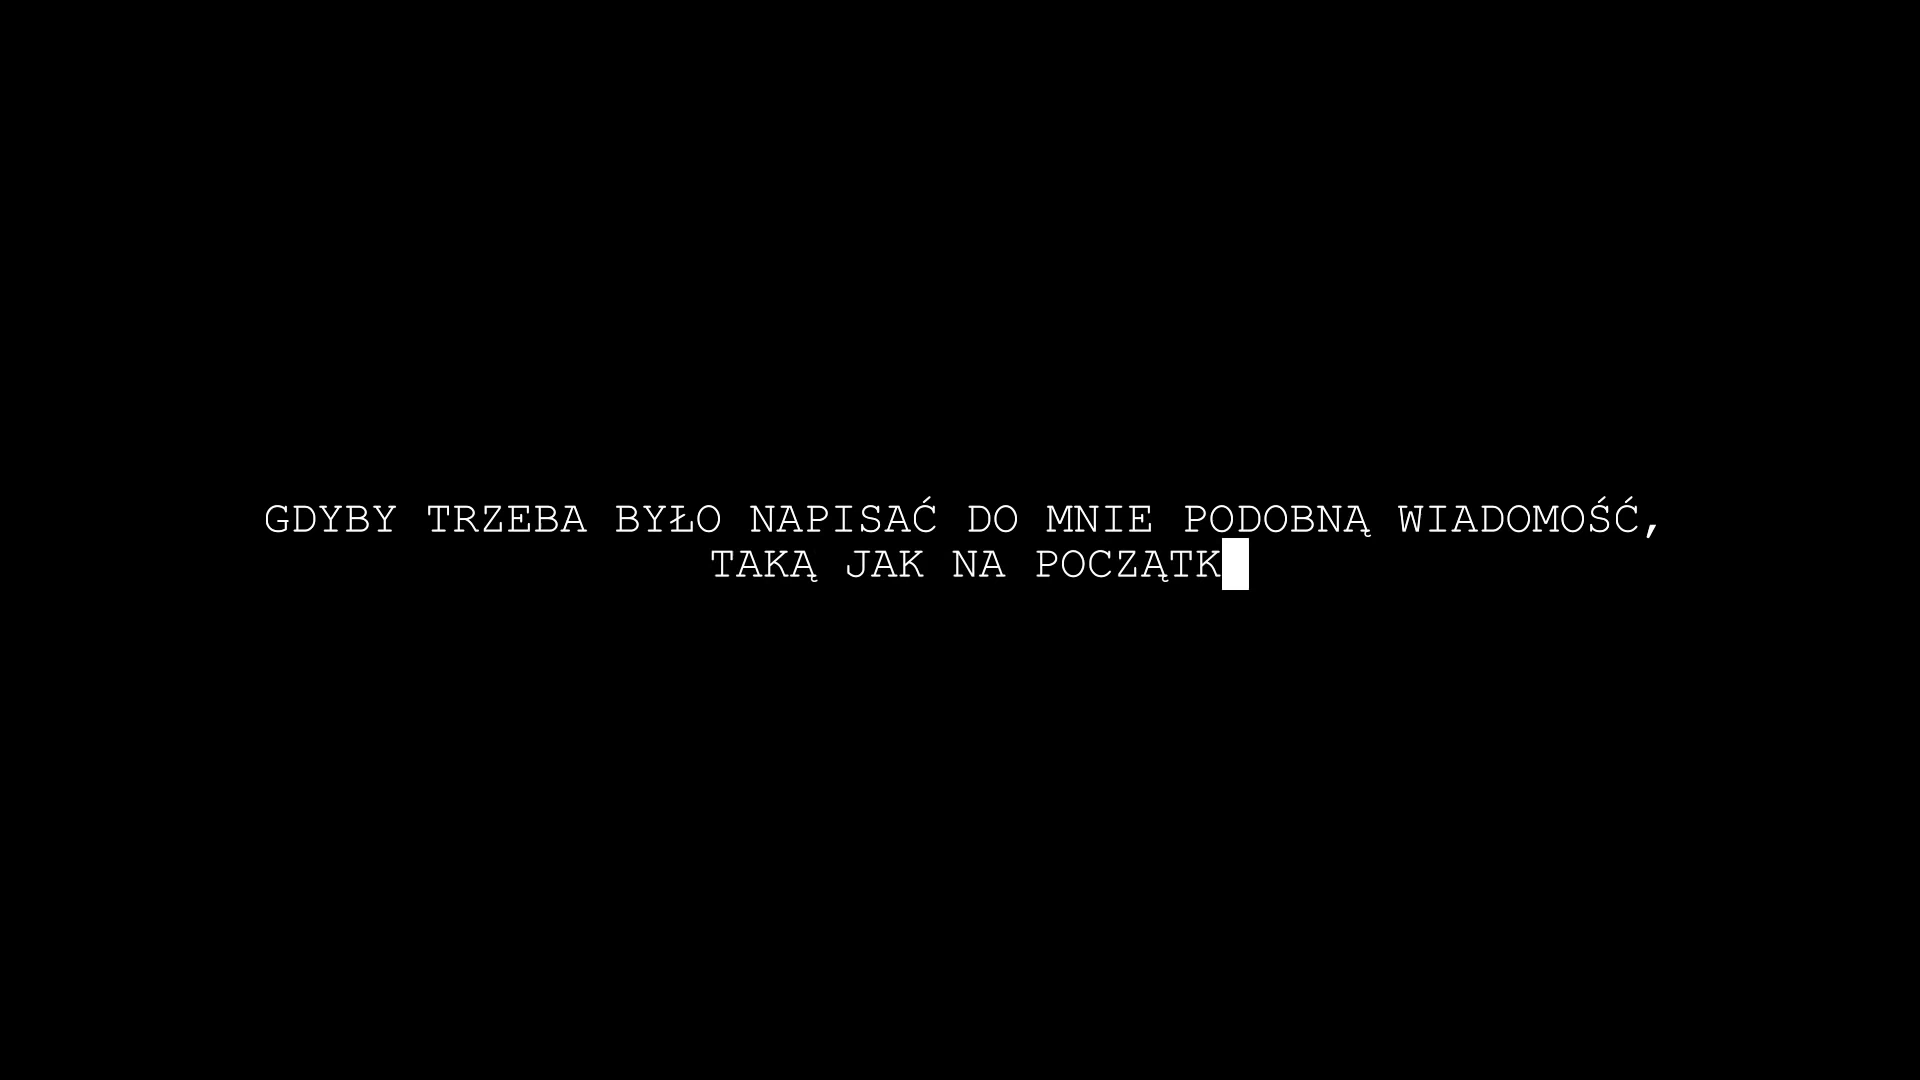 GDYBY TRZEBA BYŁO NAPISAĆ DO MNIE PODOBNĄ WIADOMOŚĆ,
TAKĄ JAK NA POCZĄTK